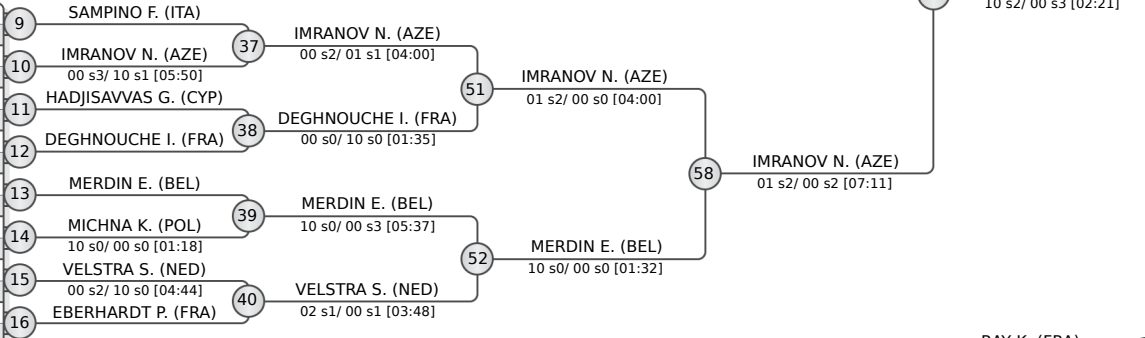 10 s2/ 00 s3 [02:21]
9
SAMPINO F. (ITA)
10
IMRANOV N. (AZE)
00 s3/ 10 s1 [05:50]
37
IMRANOV N. (AZE)
00 s2/ 01 s1 [04:00]
11
HADJISAVVAS G. (CYP)
12
DEGHNOUCHE I. (FRA)
38
DEGHNOUCHE I. (FRA)
00 s0/ 10 s0 [01:35]
51
IMRANOV N. (AZE)
01 s2/ 00 s0 [04:00]
13
MERDIN E. (BEL)
14
MICHNA K. (POL)
10 s0/ 00 s0 [01:18]
39
MERDIN E. (BEL)
10 s0/ 00 s3 [05:37]
15
VELSTRA S. (NED)
00 s2/ 10 s0 [04:44]
16
EBERHARDT P. (FRA)
40
VELSTRA S. (NED)
02 s1/ 00 s1 [03:48]
52
MERDIN E. (BEL)
10 s0/ 00 s0 [01:32]
58
IMRANOV N. (AZE)
01 s2/ 00 s2 [07:11]